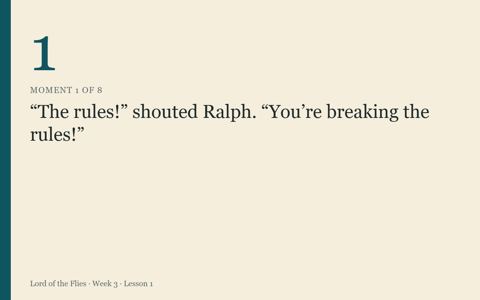 1
MOMENT 1 OF 8
“The rules!” shouted Ralph. “You’re breaking the
rules!”
Lord of the Flies · Week 3 · Lesson 1